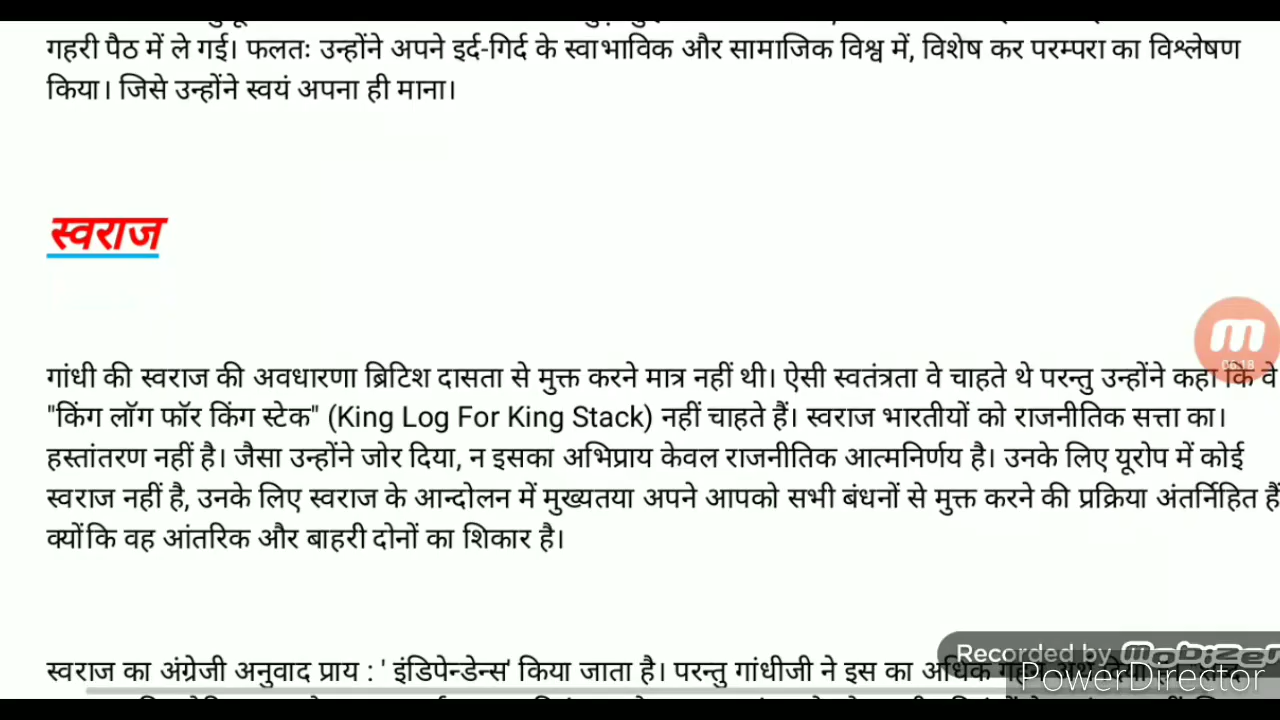 गहरी पैठ में ले गई। फलतः उन्होंने अपने इर्द-गिर्द के स्वाभाविक और सामाजिक विश्व में, विशेष कर परम्परा का विश्लेषण
किया। जिसे उन्होंने स्वयं अपना ही माना।
स्वराज
गांधी की स्वराज की अवधारणा ब्रिटिश दासता से मुक्त करने मात्र नहीं थी। ऐसी स्वतंत्रता वे चाहते थे परन्तु उन्होंने कहा कि वे
"किंग लॉग फॉर किंग स्टेक" (King Log For King Stack) नहीं चाहते हैं। स्वराज भारतीयों को राजनीतिक सत्ता का।
हस्तांतरण नहीं है। जैसा उन्होंने जोर दिया, न इसका अभिप्राय केवल राजनीतिक आत्मनिर्णय है। उनके लिए यूरोप में कोई
स्वराज नहीं है, उनके लिए स्वराज के आन्दोलन में मुख्यतया अपने आपको सभी बंधनों से मुक्त करने की प्रक्रिया अंतर्निहित हैं
क्योंकि वह आंतरिक और बाहरी दोनों का शिकार है।
स्वराज का अंग्रेजी अनुवाद प्राय : ' इंडिपेन्डेन्स' किया जाता है। परन्तु गांधीजी ने इस का अधिक
06:18
Recorded by
mobizen
PowerDirector